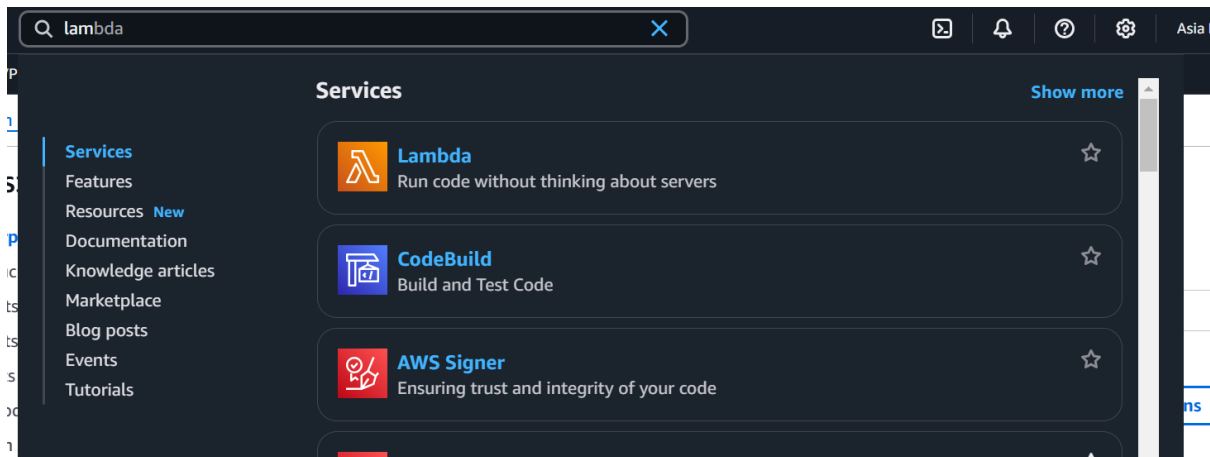 lambda
Asia
Services
Show more
Services
Features
Resources New
Documentation
Knowledge articles
Marketplace
Blog posts
Events
Tutorials
Lambda
Run code without thinking about servers
CodeBuild
Build and Test Code
AWS Signer
Ensuring trust and integrity of your code